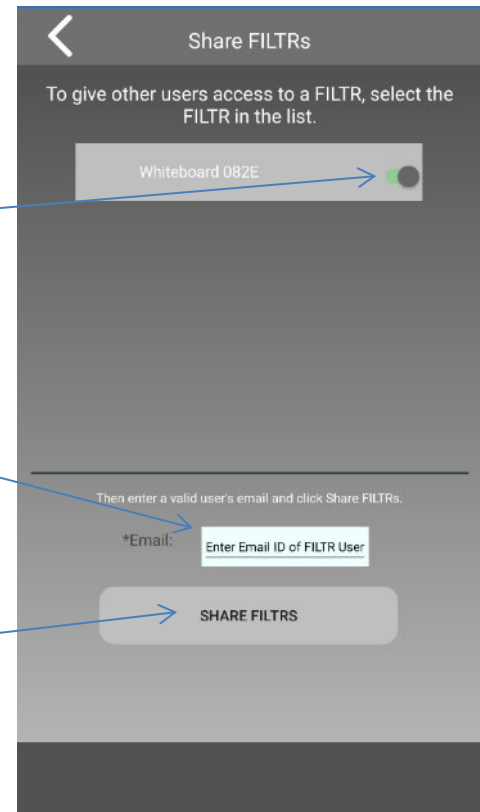 Share FILTRs
To give other users access to a FILTR, select the
FILTR in the list.
Whiteboard 082E
Then enter a valid user's email and click Share FILTRs.
*Email:
Enter Email ID of FILTR User
SHARE FILTRS